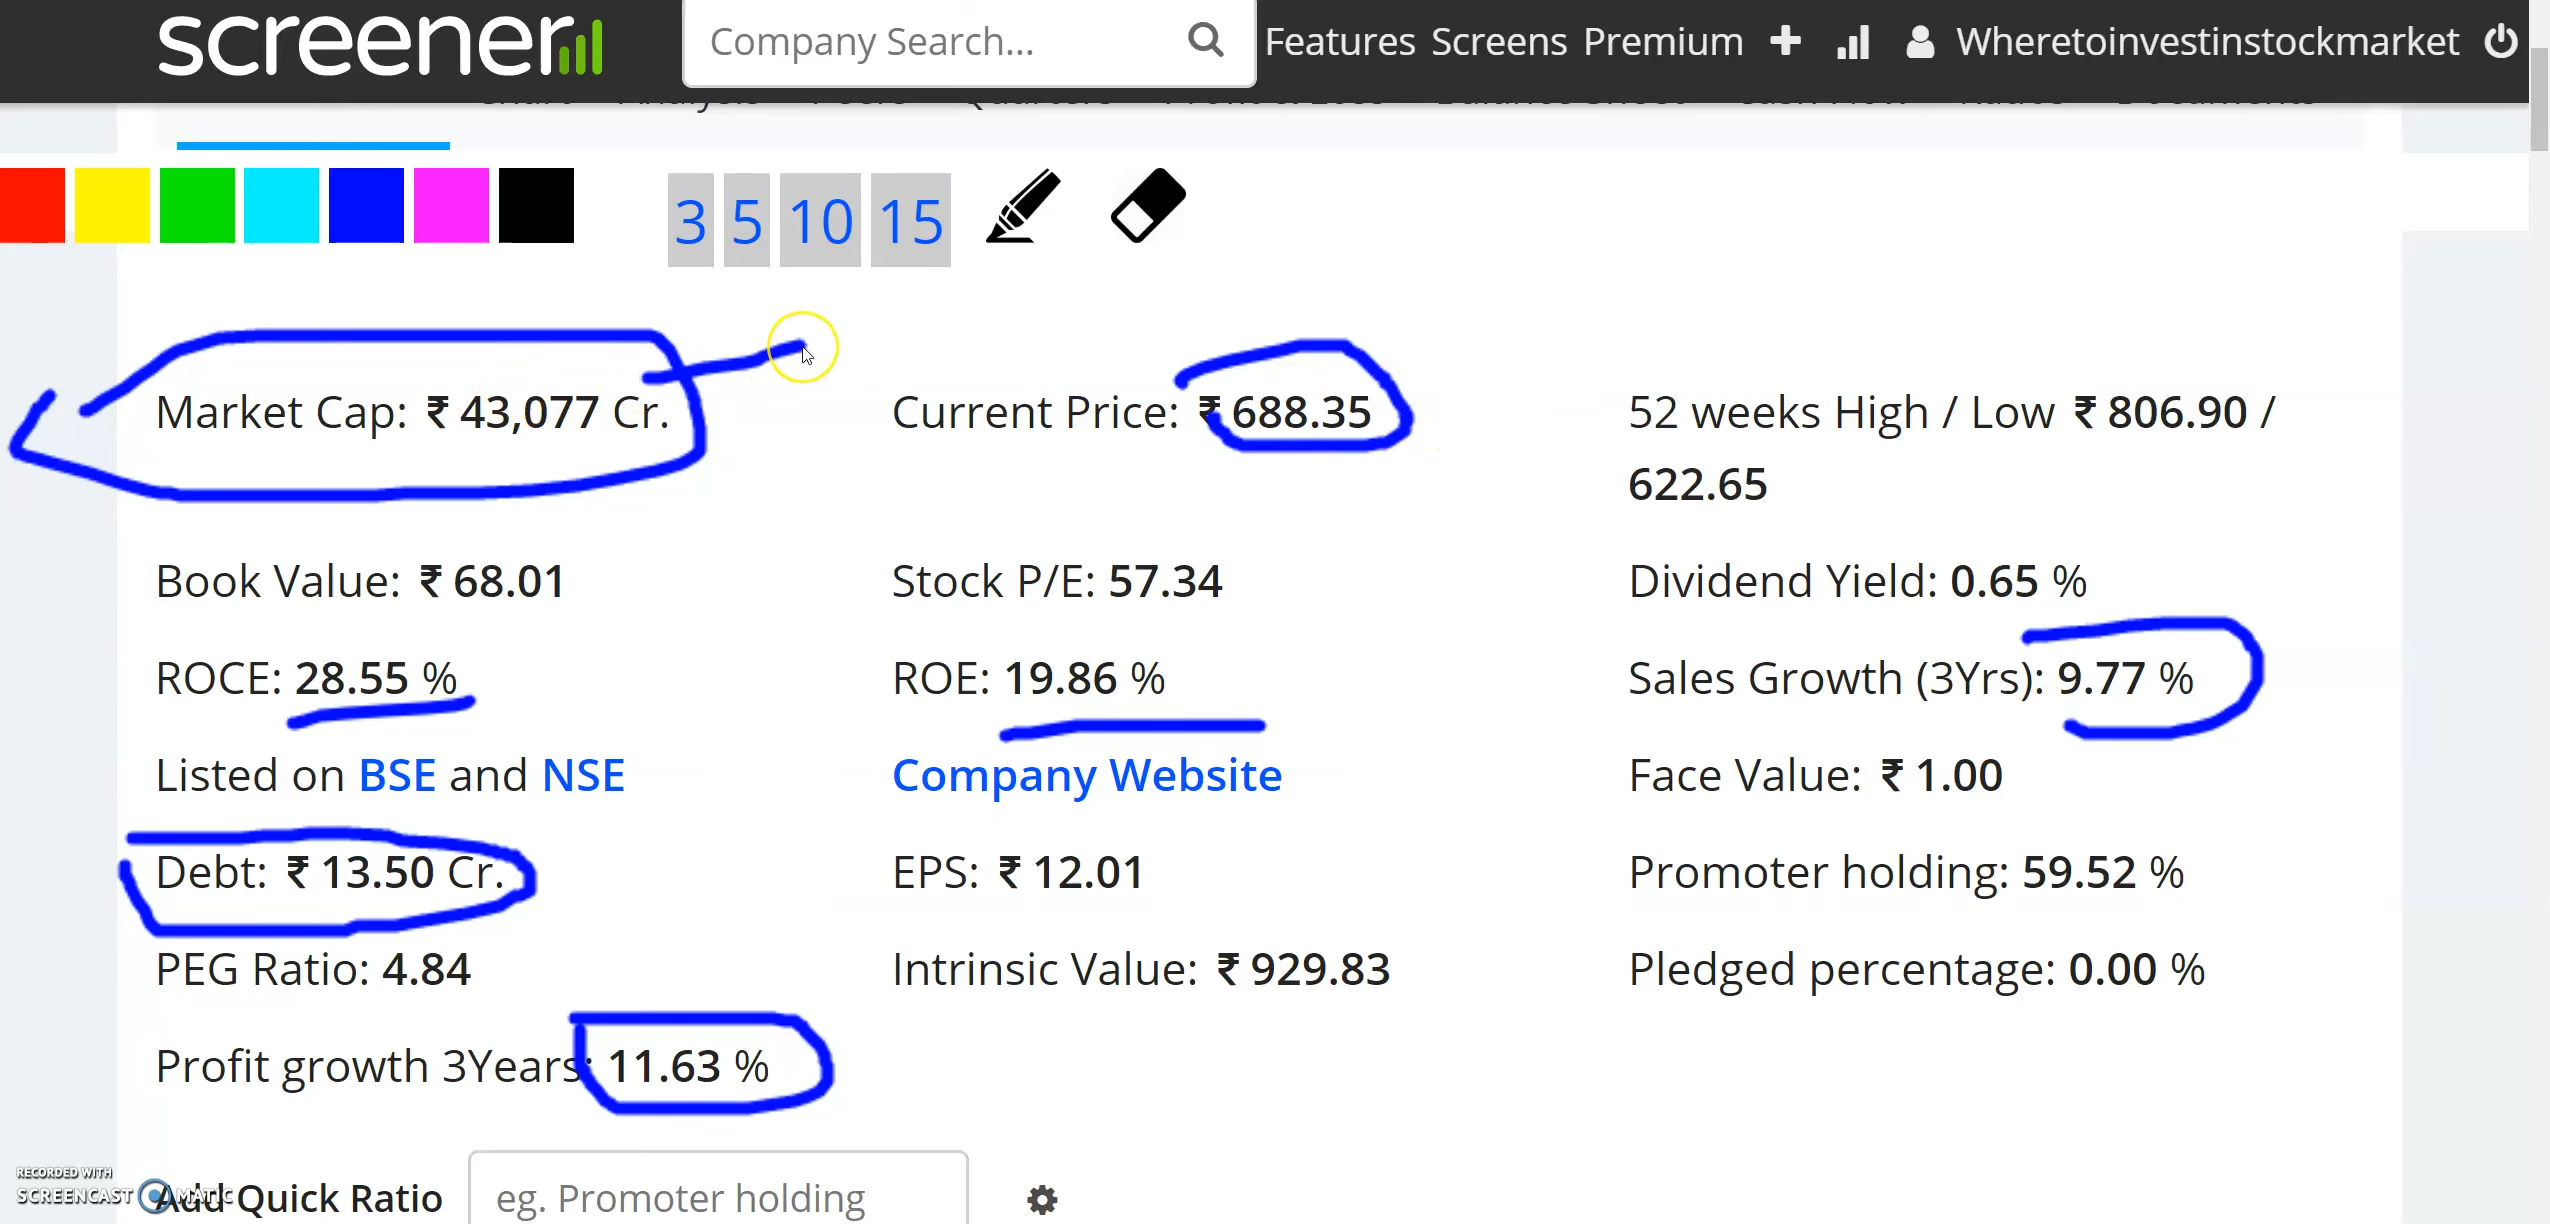 screener
Company Search...
Features Screens Premium
Wheretoinvestinstockmarket
3 5 10 15
Market Cap: ₹ 43,077 Cr.
Current Price: ₹ 688.35
52 weeks High / Low ₹ 806.90 /
622.65
Book Value: ₹ 68.01
Stock P/E: 57.34
Dividend Yield: 0.65 %
ROCE: 28.55 %
ROE: 19.86 %
Sales Growth (3Yrs): 9.77 %
Listed on BSE and NSE
Company Website
Face Value: ₹ 1.00
Debt: ₹ 13.50 Cr.
EPS: ₹ 12.01
Promoter holding: 59.52 %
PEG Ratio: 4.84
Intrinsic Value: ₹ 929.83
Pledged percentage: 0.00 %
Profit growth 3Years: 11.63 %
Add Quick Ratio
eg. Promoter holding
RECORDED WITH
SCREENCAST MATIC